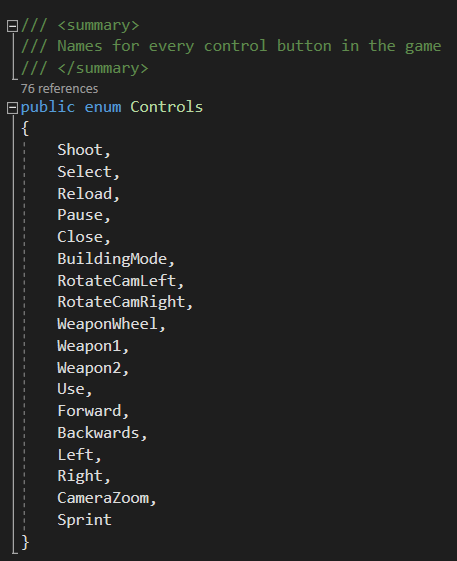 /// <summary>
/// Names for every control button in the game
/// </summary>
76 references
public enum Controls
{
Shoot,
Select,
Reload,
Pause,
Close,
BuildingMode,
RotateCamLeft,
RotateCamRight,
WeaponWheel,
Weapon1,
Weapon2,
Use,
Forward,
Backwards,
Left,
Right,
CameraZoom,
Sprint
}